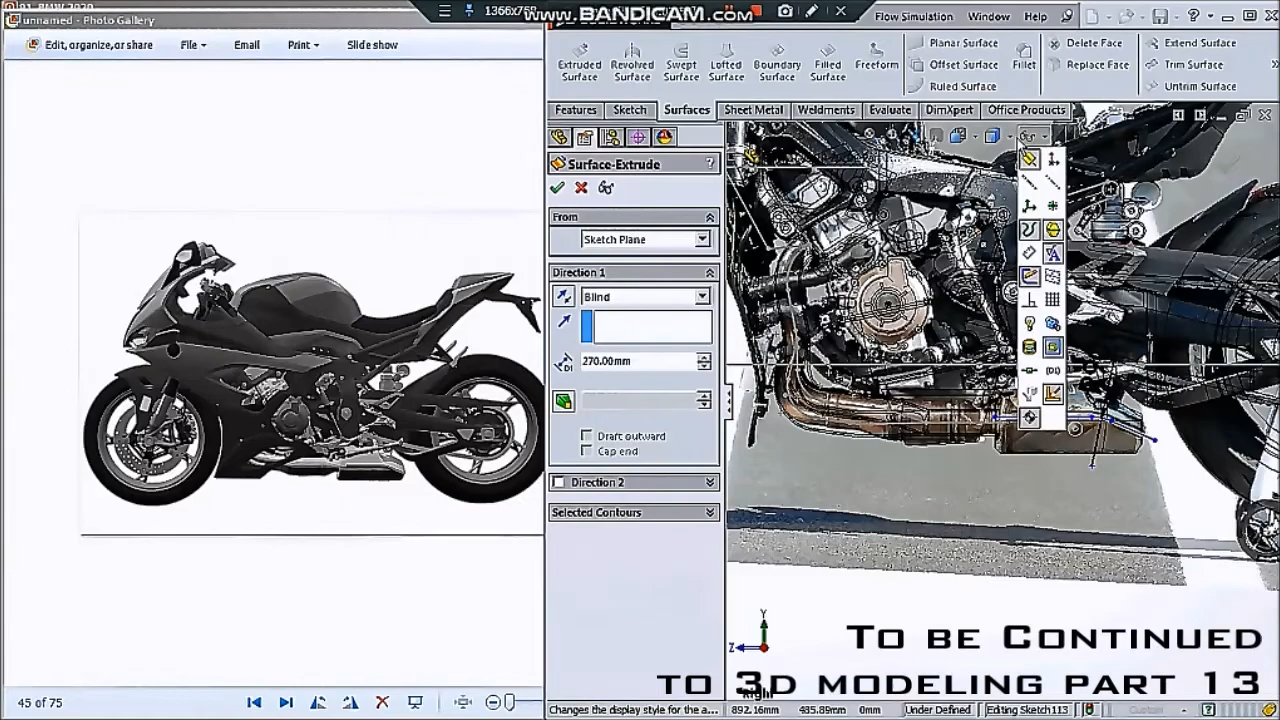 unnamed - Photo Gallery
1366x768
www.BANDICAM.com
Flow Simulation Window Help
Edit, organize, or share File Email Print Slide show
Extruded Surface
Revolved Surface
Swept Surface
Lofted Surface
Boundary Surface
Filled Surface
Freeform
Planar Surface
Offset Surface
Ruled Surface
Fillet
Delete Face
Replace Face
Extend Surface
Trim Surface
Untrim Surface
Features Sketch Surfaces Sheet Metal Weldments Evaluate DimXpert Office Products
Surface-Extrude ?
From
Sketch Plane
Direction 1
Blind
D1 270.00mm
Draft outward
Cap end
Direction 2
Selected Contours
Y
Z
Right
To be Continued
to 3d modeling part 13
45 of 75
Changes the display style for the a... 892.16mm 435.89mm 0mm Under Defined Editing Sketch113 Custom